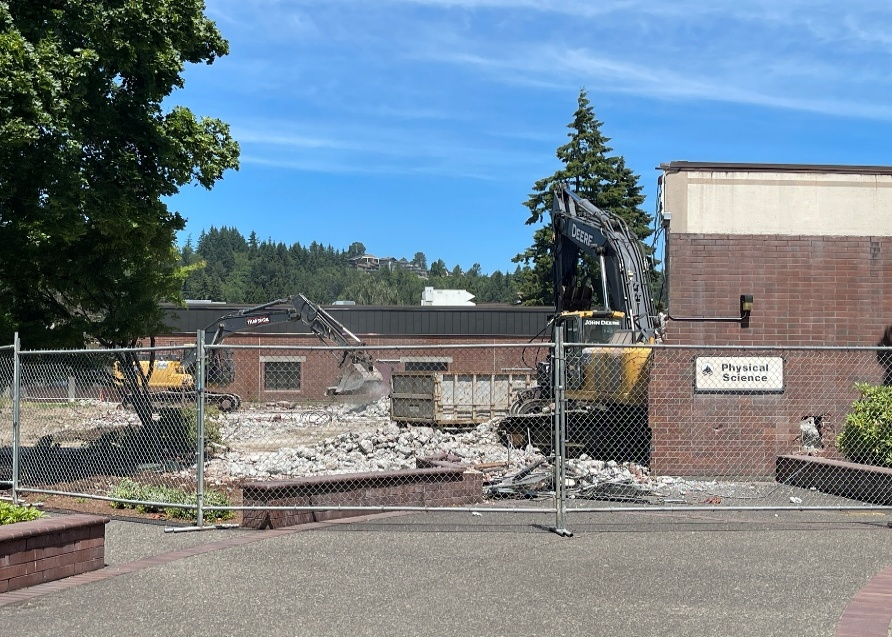 DEERE
JOHN DEERE
Physical
Science